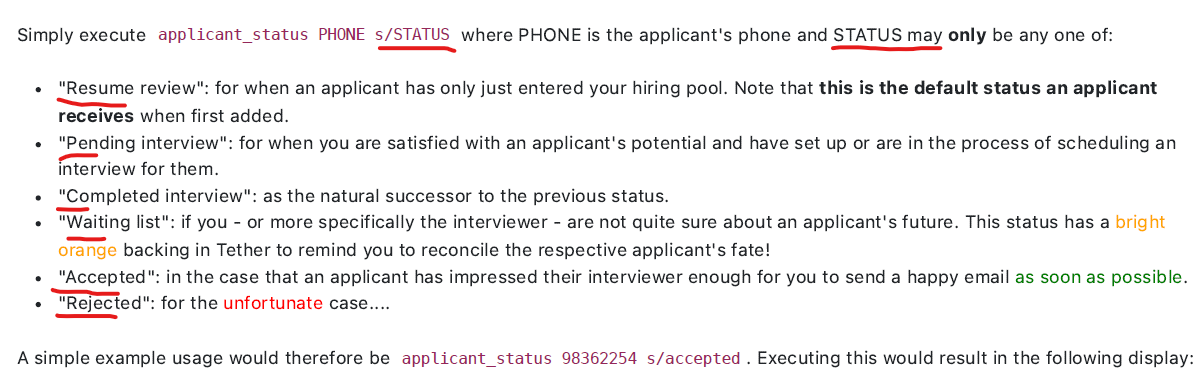 Simply execute applicant_status PHONE s/STATUS where PHONE is the applicant's phone and STATUS may only be any one of:
• "Resume review": for when an applicant has only just entered your hiring pool. Note that this is the default status an applicant
receives when first added.
• "Pending interview": for when you are satisfied with an applicant's potential and have set up or are in the process of scheduling an
interview for them.
• "Completed interview": as the natural successor to the previous status.
• "Waiting list": if you - or more specifically the interviewer - are not quite sure about an applicant's future. This status has a bright
orange backing in Tether to remind you to reconcile the respective applicant's fate!
• "Accepted": in the case that an applicant has impressed their interviewer enough for you to send a happy email as soon as possible.
• "Rejected": for the unfortunate case....
A simple example usage would therefore be applicant_status 98362254 s/accepted . Executing this would result in the following display: